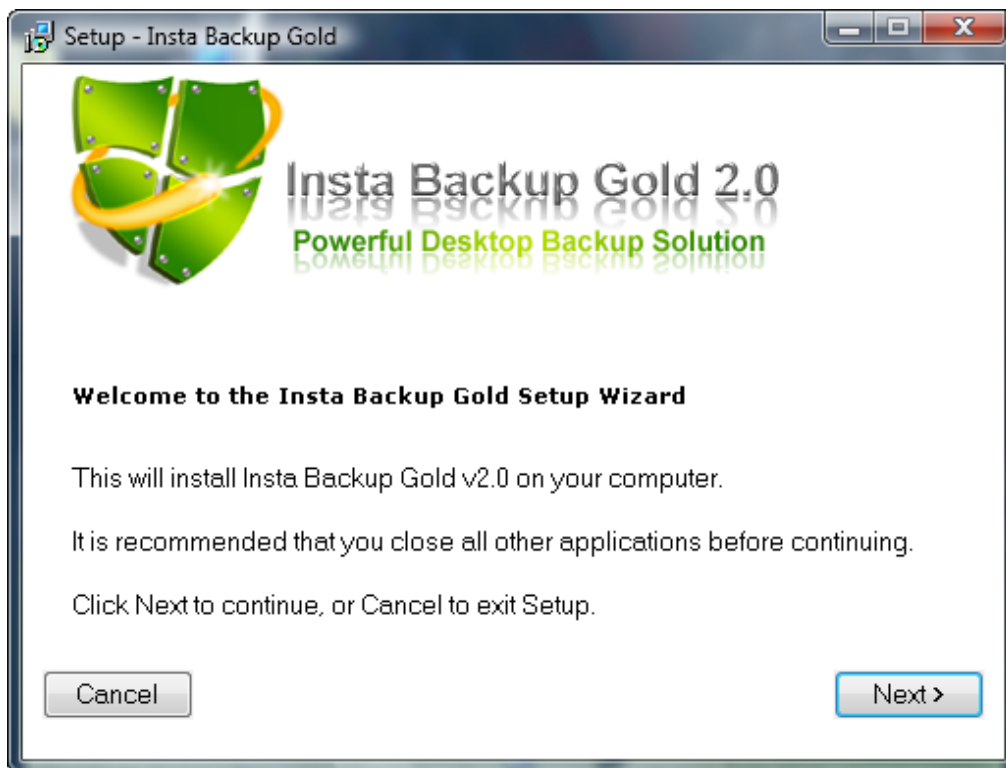 Setup - Insta Backup Gold
Insta Backup Gold 2.0
Powerful Desktop Backup Solution
Welcome to the Insta Backup Gold Setup Wizard
This will install Insta Backup Gold v2.0 on your computer.
It is recommended that you close all other applications before continuing.
Click Next to continue, or Cancel to exit Setup.
Cancel
Next >